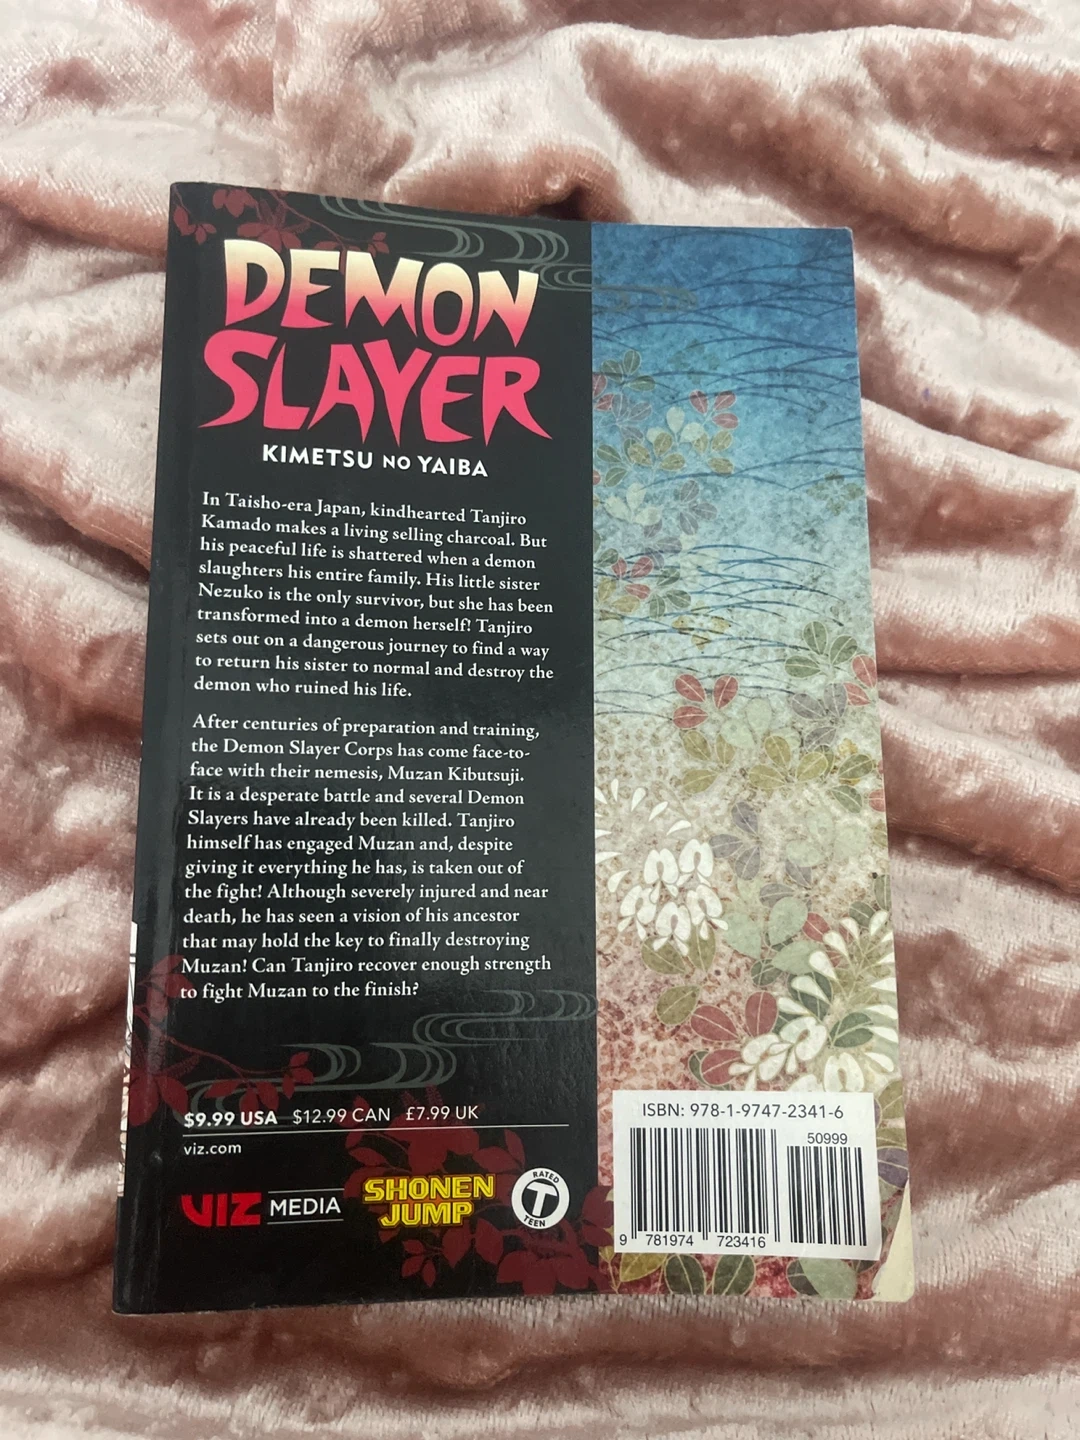 DEMON
SLAYER
KIMETSU NO YAIBA
In Taisho-era Japan, kindhearted Tanjiro
Kamado makes a living selling charcoal. But
his peaceful life is shattered when a demon
slaughters his entire family. His little sister
Nezuko is the only survivor, but she has been
transformed into a demon herself! Tanjiro
sets out on a dangerous journey to find a way
to return his sister to normal and destroy the
demon who ruined his life.
After centuries of preparation and training,
the Demon Slayer Corps has come face-to-
face with their nemesis, Muzan Kibutsuji.
It is a desperate battle and several Demon
Slayers have already been killed. Tanjiro
himself has engaged Muzan and, despite
giving it everything he has, is taken out of
the fight! Although severely injured and near
death, he has seen a vision of his ancestor
that may hold the key to finally destroying
Muzan! Can Tanjiro recover enough strength
to fight Muzan to the finish?
$9.99 USA $12.99 CAN £7.99 UK
viz.com
VIZ MEDIA
SHONEN
JUMP
RATED
T
TEEN
ISBN: 978-1-9747-2341-6
50999
9 781974 723416